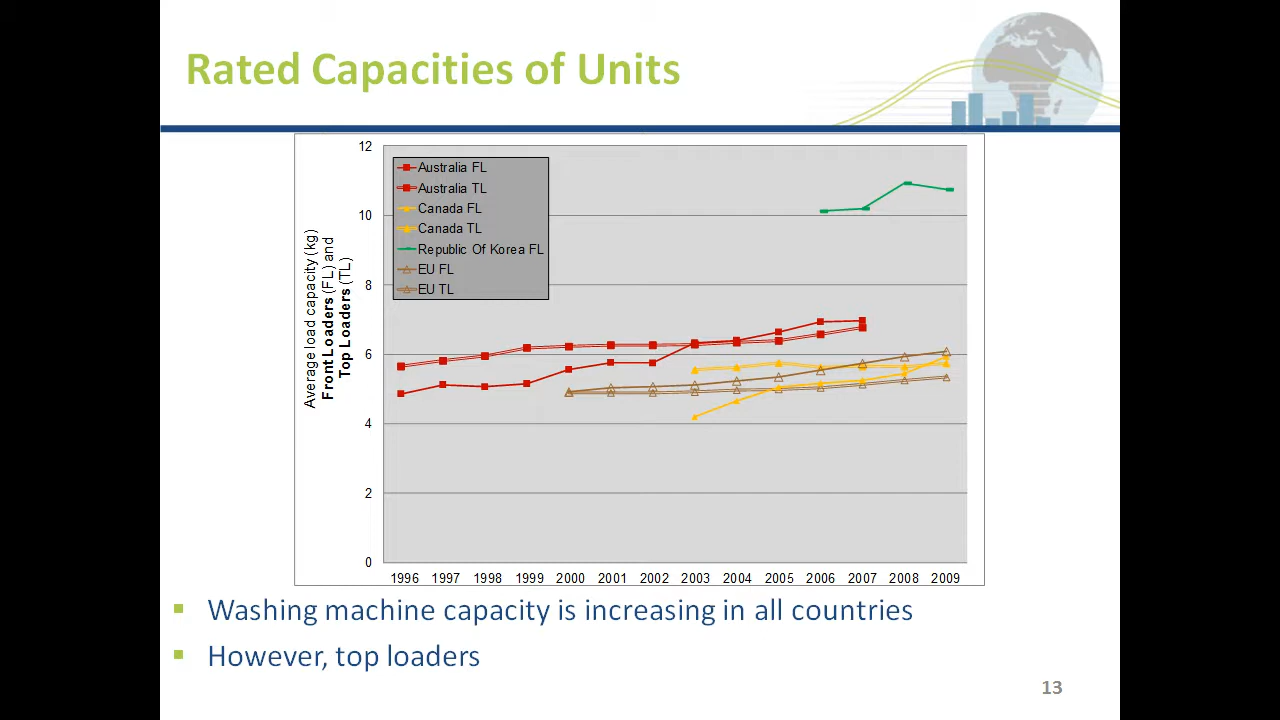 Rated Capacities of Units
12
10
8
6
4
2
0
Average load capacity (kg)
Front Loaders (FL) and
Top Loaders (TL)
Australia FL
Australia TL
Canada FL
Canada TL
Republic Of Korea FL
EU FL
EU TL
1996 1997 1998 1999 2000 2001 2002 2003 2004 2005 2006 2007 2008 2009
Washing machine capacity is increasing in all countries
However, top loaders
13